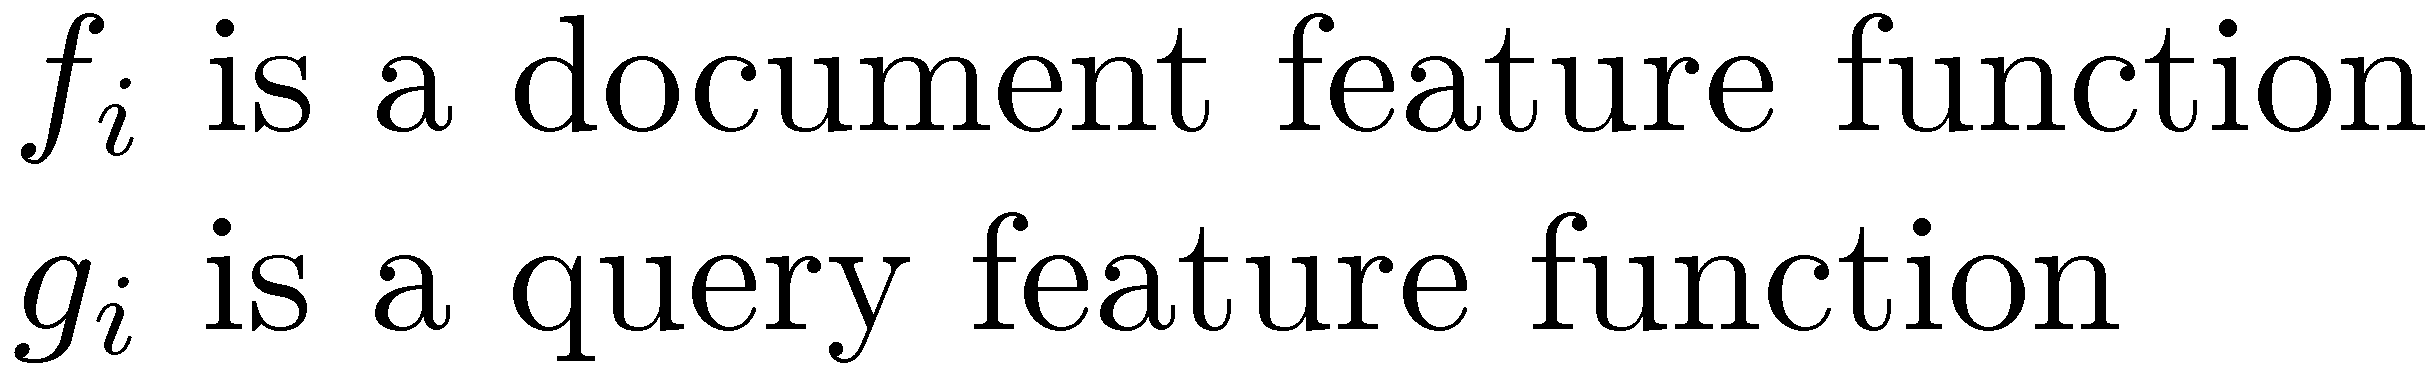 f_i is a document feature function
g_i is a query feature function